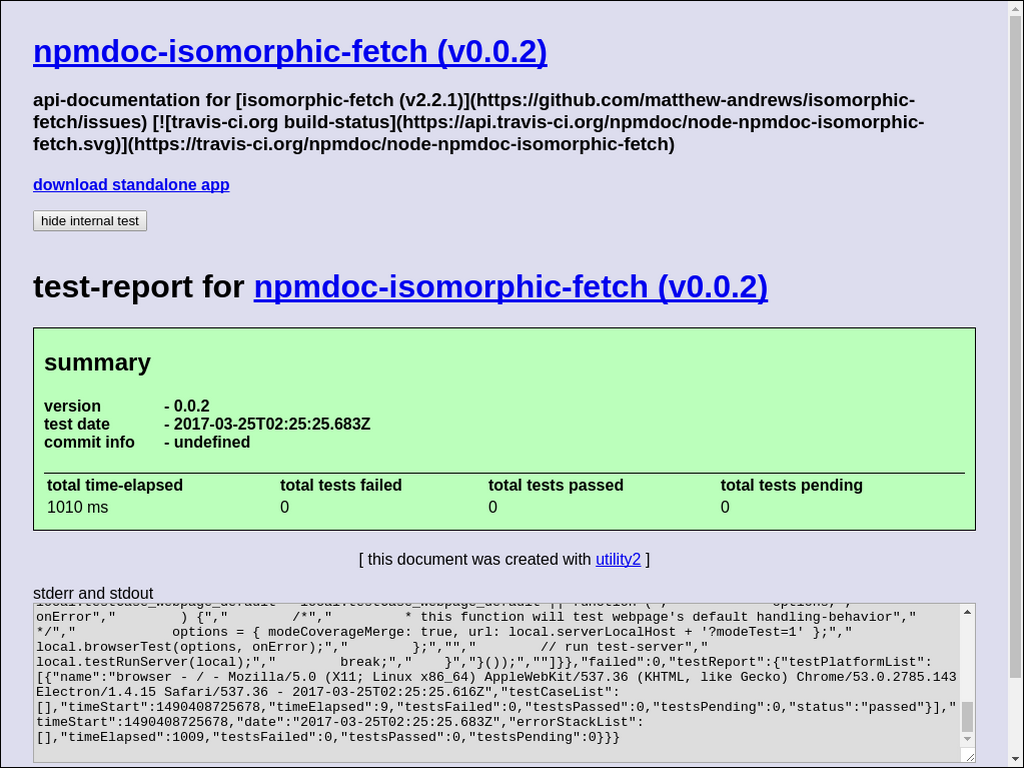 npmdoc-isomorphic-fetch (v0.0.2)
api-documentation for [isomorphic-fetch (v2.2.1)](https://github.com/matthew-andrews/isomorphic-
fetch/issues) [![travis-ci.org build-status](https://api.travis-ci.org/npmdoc/node-npmdoc-isomorphic-
fetch.svg)](https://travis-ci.org/npmdoc/node-npmdoc-isomorphic-fetch)
download standalone app
hide internal test
test-report for npmdoc-isomorphic-fetch (v0.0.2)
summary
version - 0.0.2
test date - 2017-03-25T02:25:25.683Z
commit info - undefined
total time-elapsed total tests failed total tests passed total tests pending
1010 ms 0 0 0
[ this document was created with utility2 ]
stderr and stdout
onError","        ) {","        /*","         * this function will test webpage's default handling-behavior","
*/","            options = { modeCoverageMerge: true, url: local.serverLocalHost + '?modeTest=1' };","
local.browserTest(options, onError);","        };","","        // run test-server","
local.testRunServer(local);","        break;","    }","}());",""]}},"failed":0,"testReport":{"testPlatformList":
[{"name":"browser - / - Mozilla/5.0 (X11; Linux x86_64) AppleWebKit/537.36 (KHTML, like Gecko) Chrome/53.0.2785.143
Electron/1.4.15 Safari/537.36 - 2017-03-25T02:25:25.616Z","testCaseList":
[],"timeStart":1490408725678,"timeElapsed":9,"testsFailed":0,"testsPassed":0,"testsPending":0,"status":"passed"}],"
timeStart":1490408725678,"date":"2017-03-25T02:25:25.683Z","errorStackList":
[],"timeElapsed":1009,"testsFailed":0,"testsPassed":0,"testsPending":0}}}